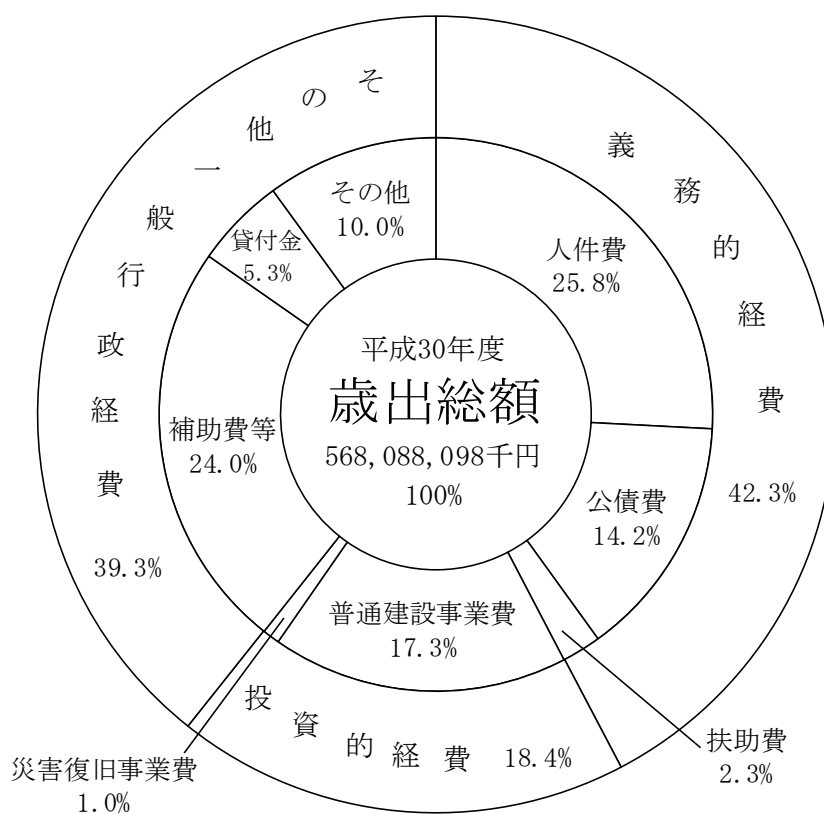 平成30年度
歳出総額
568,088,098千円
100%
義務的経費
42.3%
人件費
25.8%
公債費
14.2%
扶助費
2.3%
投資的経費 18.4%
普通建設事業費
17.3%
災害復旧事業費
1.0%
その他一般行政経費
39.3%
補助費等
24.0%
貸付金
5.3%
その他
10.0%